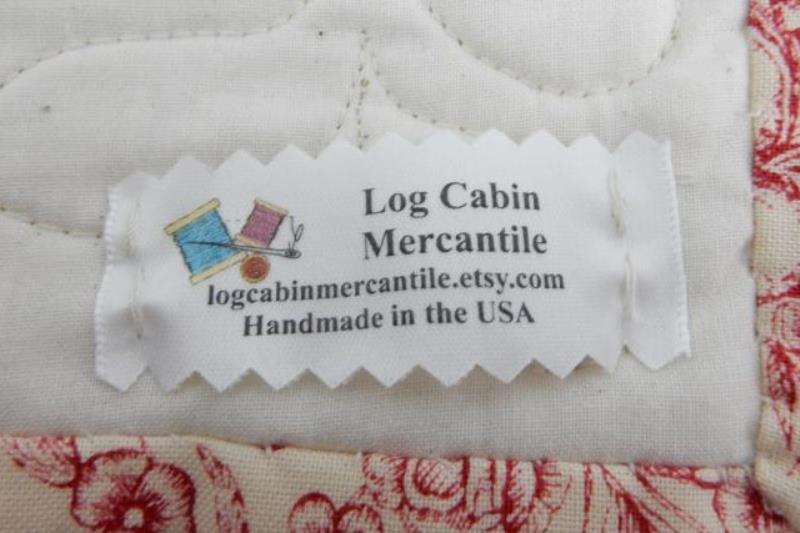 Log Cabin
Mercantile
logcabinmercantile.etsy.com
Handmade in the USA